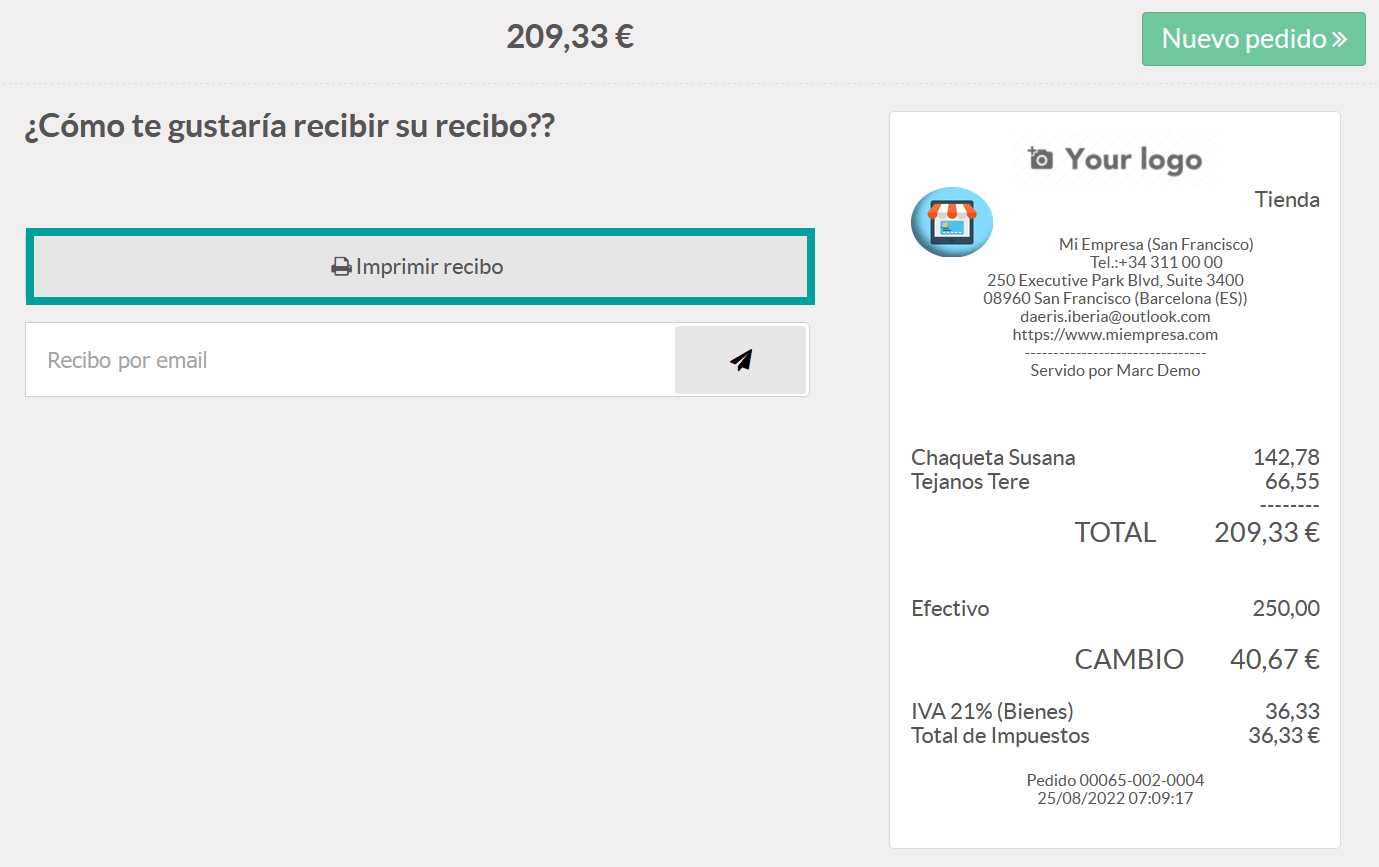 209,33 €
Nuevo pedido »
¿Cómo te gustaría recibir su recibo??
Imprimir recibo
Recibo por email
Your logo
Tienda
Mi Empresa (San Francisco)
Tel.:+34 311 00 00
250 Executive Park Blvd, Suite 3400
08960 San Francisco (Barcelona (ES))
daeris.iberia@outlook.com
https://www.miempresa.com
--------------------------------
Servido por Marc Demo
Chaqueta Susana 142,78
Tejanos Tere 66,55
--------
TOTAL 209,33 €
Efectivo 250,00
CAMBIO 40,67 €
IVA 21% (Bienes) 36,33
Total de Impuestos 36,33 €
Pedido 00065-002-0004
25/08/2022 07:09:17